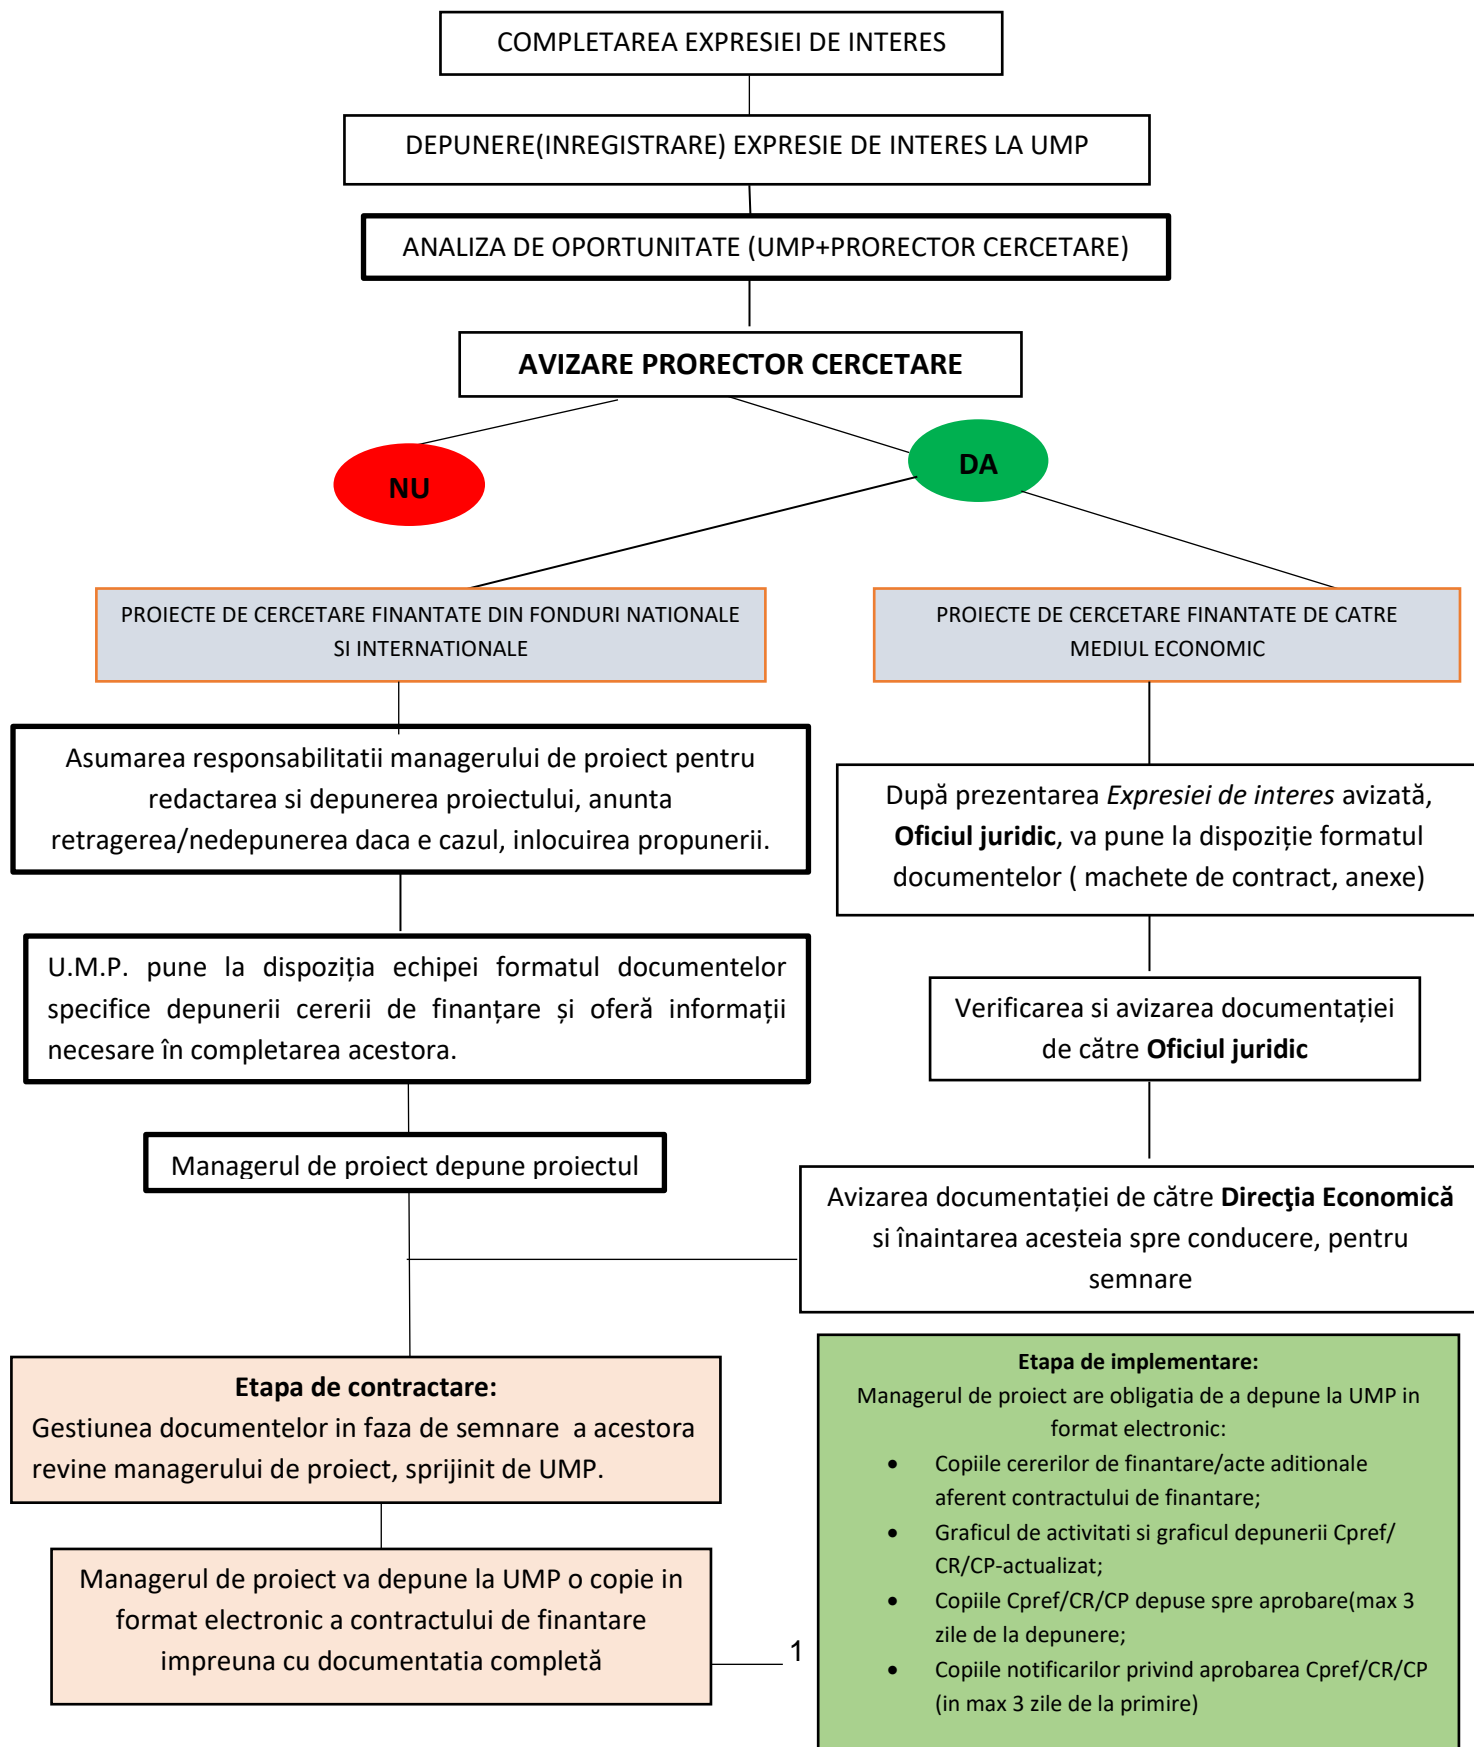 COMPLETAREA EXPRESIEI DE INTERES
DEPUNERE(INREGISTRARE) EXPRESIE DE INTERES LA UMP
ANALIZA DE OPORTUNITATE (UMP+PRORECTOR CERCETARE)
AVIZARE PRORECTOR CERCETARE
NU
DA
PROIECTE DE CERCETARE FINANTATE DIN FONDURI NATIONALE
SI INTERNATIONALE
PROIECTE DE CERCETARE FINANTATE DE CATRE
MEDIUL ECONOMIC
Asumarea responsabilitatii managerului de proiect pentru
redactarea si depunerea proiectului, anunta
retragerea/nedepunerea daca e cazul, inlocuirea propunerii.
După prezentarea Expresiei de interes avizată,
Oficiul juridic, va pune la dispoziție formatul
documentelor ( machete de contract, anexe)
U.M.P. pune la dispoziția echipei formatul documentelor
specifice depunerii cererii de finanțare și oferă informații
necesare în completarea acestora.
Verificarea si avizarea documentației
de către Oficiul juridic
Managerul de proiect depune proiectul
Avizarea documentației de către Direcţia Economică
si înaintarea acesteia spre conducere, pentru
semnare
Etapa de contractare:
Gestiunea documentelor in faza de semnare  a acestora
revine managerului de proiect, sprijinit de UMP.
Managerul de proiect va depune la UMP o copie in
format electronic a contractului de finantare
impreuna cu documentatia completă
1
Etapa de implementare:
Managerul de proiect are obligatia de a depune la UMP in
format electronic:
• Copiile cererilor de finantare/acte aditionale
aferent contractului de finantare;
• Graficul de activitati si graficul depunerii Cpref/
CR/CP-actualizat;
• Copiile Cpref/CR/CP depuse spre aprobare(max 3
zile de la depunere;
• Copiile notificarilor privind aprobarea Cpref/CR/CP
(in max 3 zile de la primire)